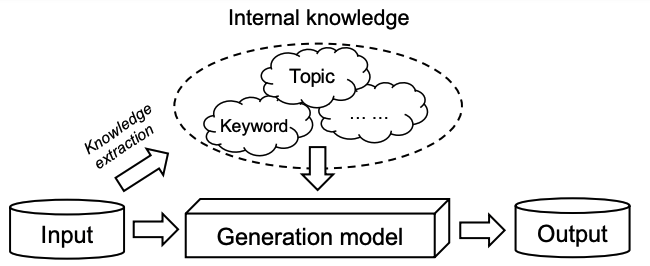 Internal knowledge
Topic
Keyword
... ...
Knowledge
extraction
Input
Generation model
Output